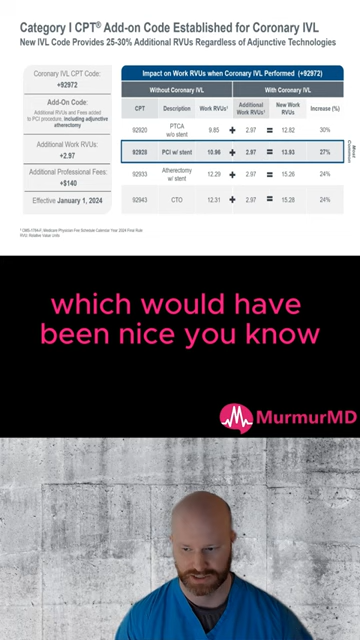 Category I CPT® Add-on Code Established for Coronary IVL
New IVL Code Provides 25-30% Additional RVUs Regardless of Adjunctive Technologies
Coronary IVL CPT Code:
+92972
Add-On Code:
Additional RVUs and Fees added
to PCI procedure, including adjunctive
atherectomy
Additional Work RVUs:
+2.97
Additional Professional Fees:
+$140
Effective January 1, 2024
Impact on Work RVUs when Coronary IVL Performed (+92972)
Without Coronary IVL With Coronary IVL
CPT Description Work RVUs¹ Additional Work RVUs¹ New Work RVUs Increase (%)
92920 PTCA w/o stent 9.85 + 2.97 = 12.82 30%
92928 PCI w/ stent 10.96 + 2.97 = 13.93 27%
92933 Atherectomy w/ stent 12.29 + 2.97 = 15.26 24%
92943 CTO 12.31 + 2.97 = 15.28 24%
Most Common
which would have
been nice you know
MurmurMD